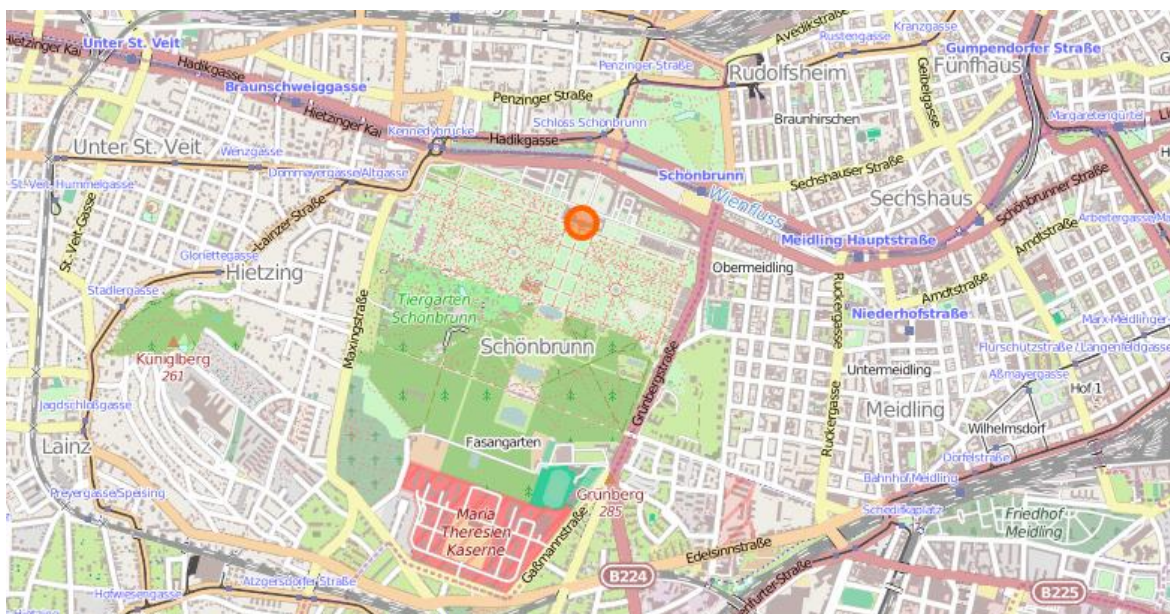 Unter St. Veit
Hietzinger Kai
Hadikgasse
Braunschweiggasse
Hietzinger Kai
Penzinger Straße
Penzinger Straße
Avedikstraße
Rustengasse
Kranzgasse
Gumpendorfer Straße
Fünfhaus
Rudolfsheim
Geibelgasse
Braunhirschen
Margaretengürtel
Kennedybrücke
Hadikgasse
Schloss Schönbrunn
Unter St. Veit
Wenzgasse
Dommayergasse/Altgasse
Schönbrunn
Sechshauser Straße
Wienfluss
Sechshaus
Schönbrunner Straße
St. Veit, Hummelgasse
St.-Veit-Gasse
Lainzer Straße
Gloriettegasse
Hietzing
Meidling Hauptstraße
Arndtstraße
Obermeidling
Stadlergasse
Tiergarten
Schönbrunn
Maxingstraße
Ruckergasse
Arndtstraße
Niederhofstraße
Schönbrunn
Grünbergstraße
Küniglberg
261
Flurschützstraße / Längenfeldgasse
Untermeidling
Aßmayergasse
Hof 1
Jagdschloßgasse
Meidling
Ruckergasse
Wilhelmsdorf
Lainz
Fasangarten
Dörfelstraße
Bahnhof Meidling
Preyergasse/Speising
Grünberg
285
Maria
Theresien
Kaserne
Schedifkaplatz
Friedhof
Meidling
Gaßmannstraße
Edelsinnstraße
Atzgersdorfer Straße
B224
Hofwiesengasse
B225